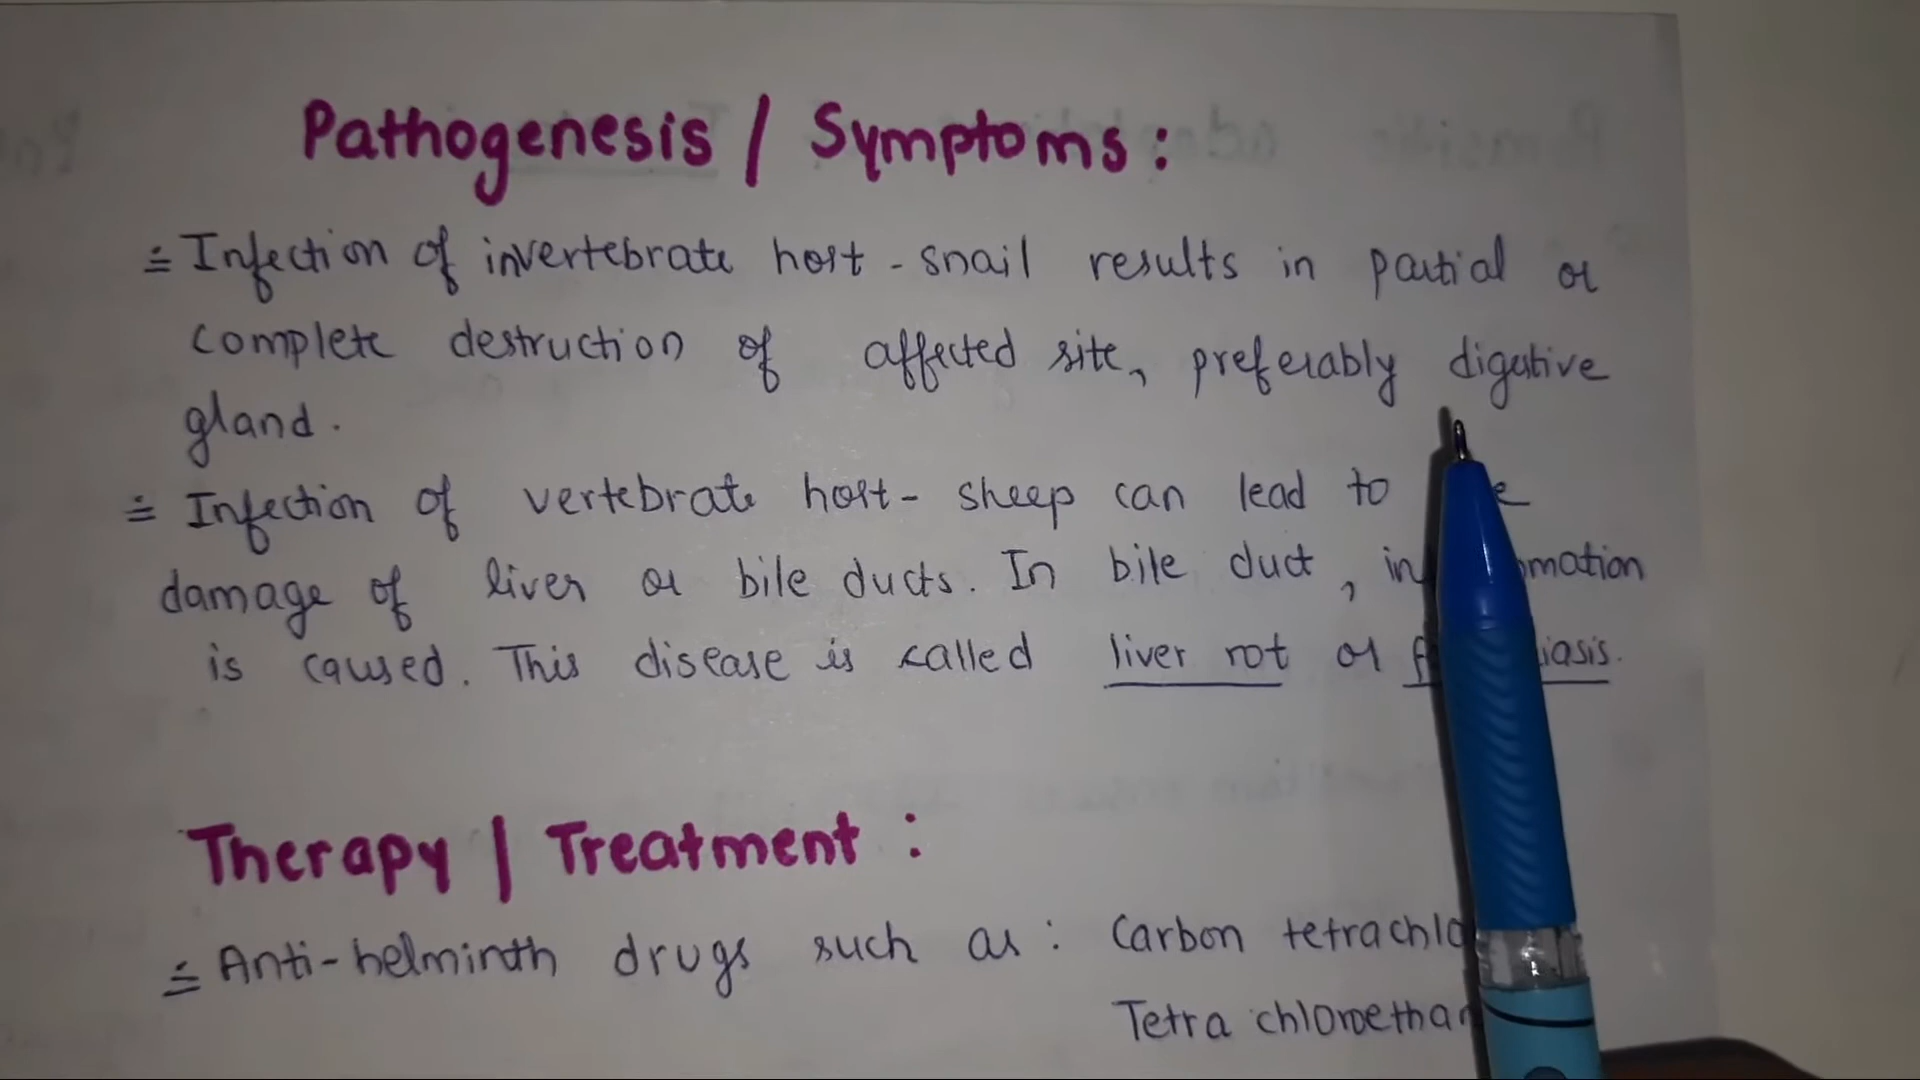 Pathogenesis / Symptoms :
= Infection of invertebrate host - snail results in partial or
complete destruction of affected site, preferably digestive
gland.
= Infection of vertebrate host - sheep can lead to
damage of liver or bile ducts. In bile duct,
is caused. This disease is called liver rot or
Therapy / Treatment :
= Anti-helminth drugs such as : Carbon